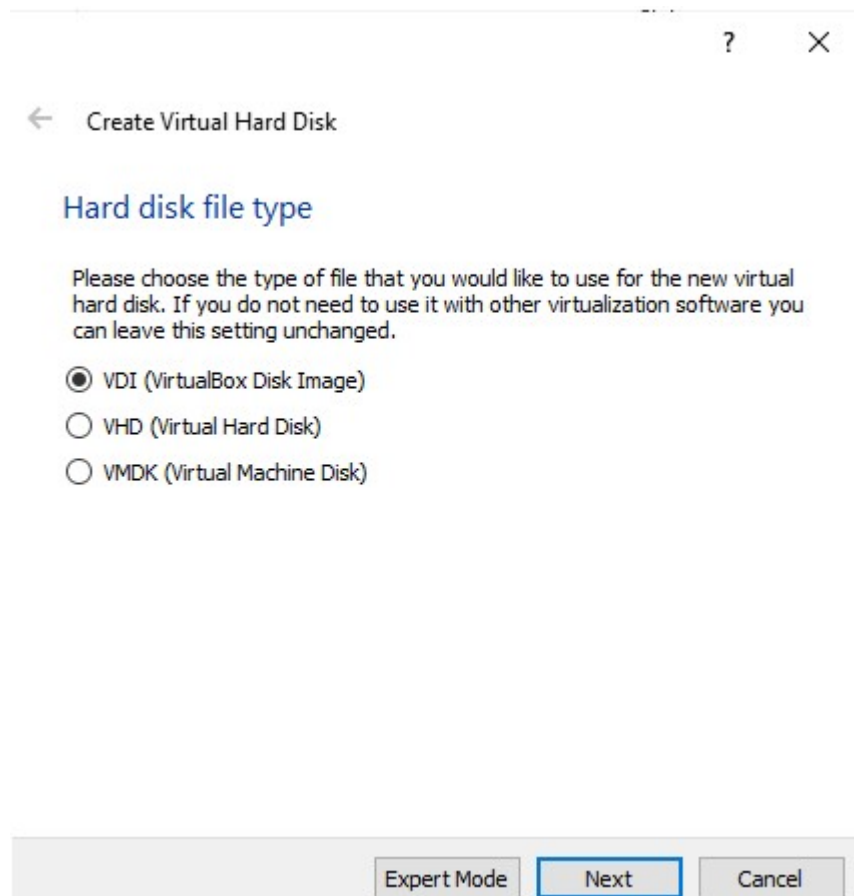 ?
Create Virtual Hard Disk
Hard disk file type
Please choose the type of file that you would like to use for the new virtual
hard disk. If you do not need to use it with other virtualization software you
can leave this setting unchanged.
VDI (VirtualBox Disk Image)
VHD (Virtual Hard Disk)
VMDK (Virtual Machine Disk)
Expert Mode Next Cancel